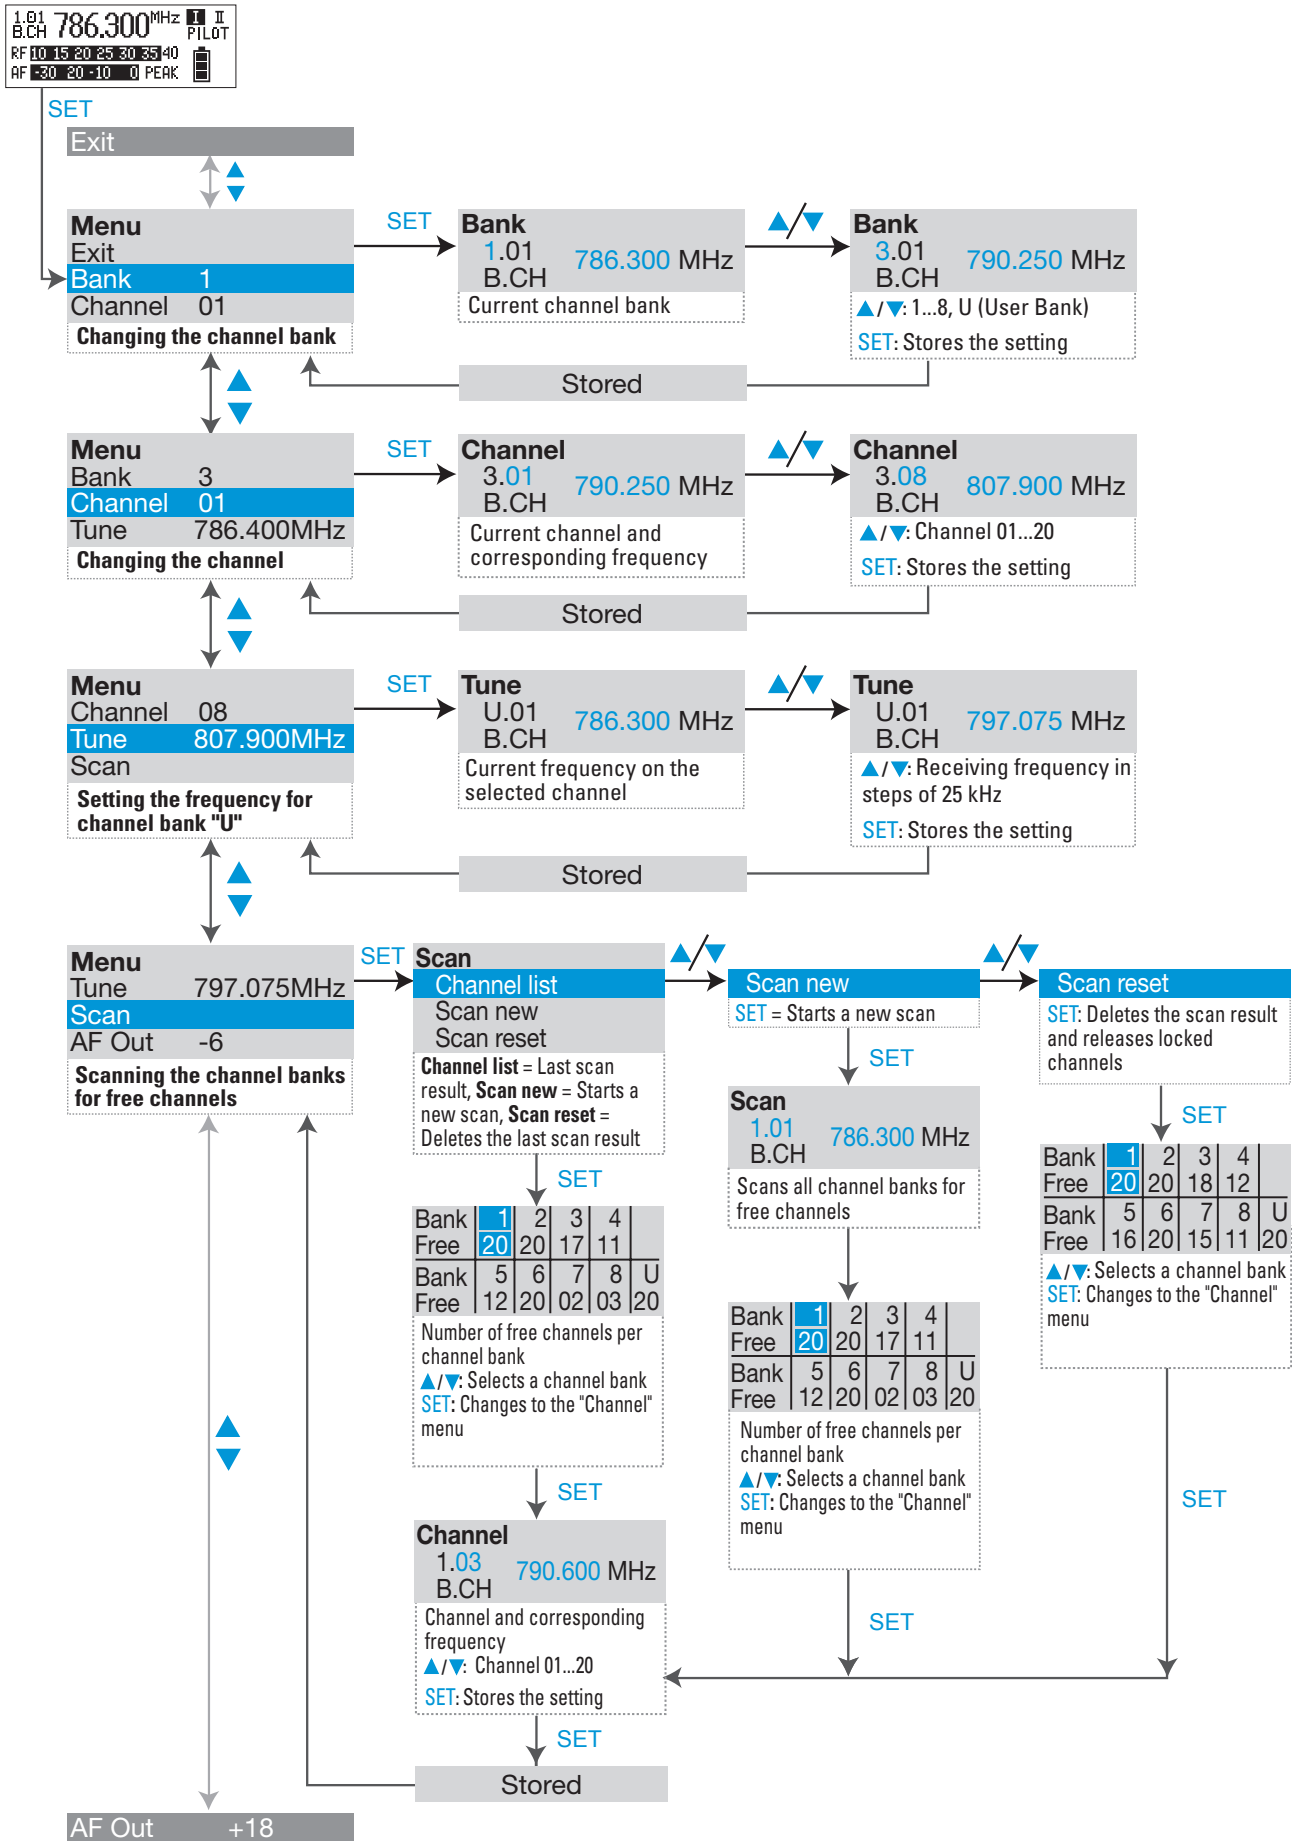 1.01 786.300 MHz I II
B.CH PILOT
RF 10 15 20 25 30 35 40
AF -30 20 -10 0 PEAK
SET
Exit
Menu
Exit
Bank 1
Channel 01
Changing the channel bank
SET
Bank
1.01 786.300 MHz
B.CH
Current channel bank
▲/▼
Bank
3.01 790.250 MHz
B.CH
▲/▼: 1...8, U (User Bank)
SET: Stores the setting
Stored
Menu
Bank 3
Channel 01
Tune 786.400MHz
Changing the channel
SET
Channel
3.01 790.250 MHz
B.CH
Current channel and
corresponding frequency
▲/▼
Channel
3.08 807.900 MHz
B.CH
▲/▼: Channel 01...20
SET: Stores the setting
Stored
Menu
Channel 08
Tune 807.900MHz
Scan
Setting the frequency for
channel bank "U"
SET
Tune
U.01 786.300 MHz
B.CH
Current frequency on the
selected channel
▲/▼
Tune
U.01 797.075 MHz
B.CH
▲/▼: Receiving frequency in
steps of 25 kHz
SET: Stores the setting
Stored
Menu
Tune 797.075MHz
Scan
AF Out -6
Scanning the channel banks
for free channels
SET
Scan
Channel list
Scan new
Scan reset
Channel list = Last scan
result, Scan new = Starts a
new scan, Scan reset =
Deletes the last scan result
SET
Bank 1 2 3 4
Free 20 20 17 11
Bank 5 6 7 8 U
Free 12 20 02 03 20
Number of free channels per
channel bank
▲/▼: Selects a channel bank
SET: Changes to the "Channel"
menu
SET
Channel
1.03 790.600 MHz
B.CH
Channel and corresponding
frequency
▲/▼: Channel 01...20
SET: Stores the setting
SET
Stored
▲/▼
Scan new
SET = Starts a new scan
SET
Scan
1.01 786.300 MHz
B.CH
Scans all channel banks for
free channels
Bank 1 2 3 4
Free 20 20 17 11
Bank 5 6 7 8 U
Free 12 20 02 03 20
Number of free channels per
channel bank
▲/▼: Selects a channel bank
SET: Changes to the "Channel"
menu
SET
▲/▼
Scan reset
SET: Deletes the scan result
and releases locked
channels
SET
Bank 1 2 3 4
Free 20 20 18 12
Bank 5 6 7 8 U
Free 16 20 15 11 20
▲/▼: Selects a channel bank
SET: Changes to the "Channel"
menu
SET
AF Out +18